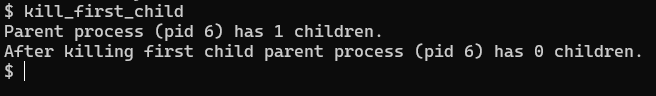 $ kill_first_child
Parent process (pid 6) has 1 children.
After killing first child parent process (pid 6) has 0 children.
$